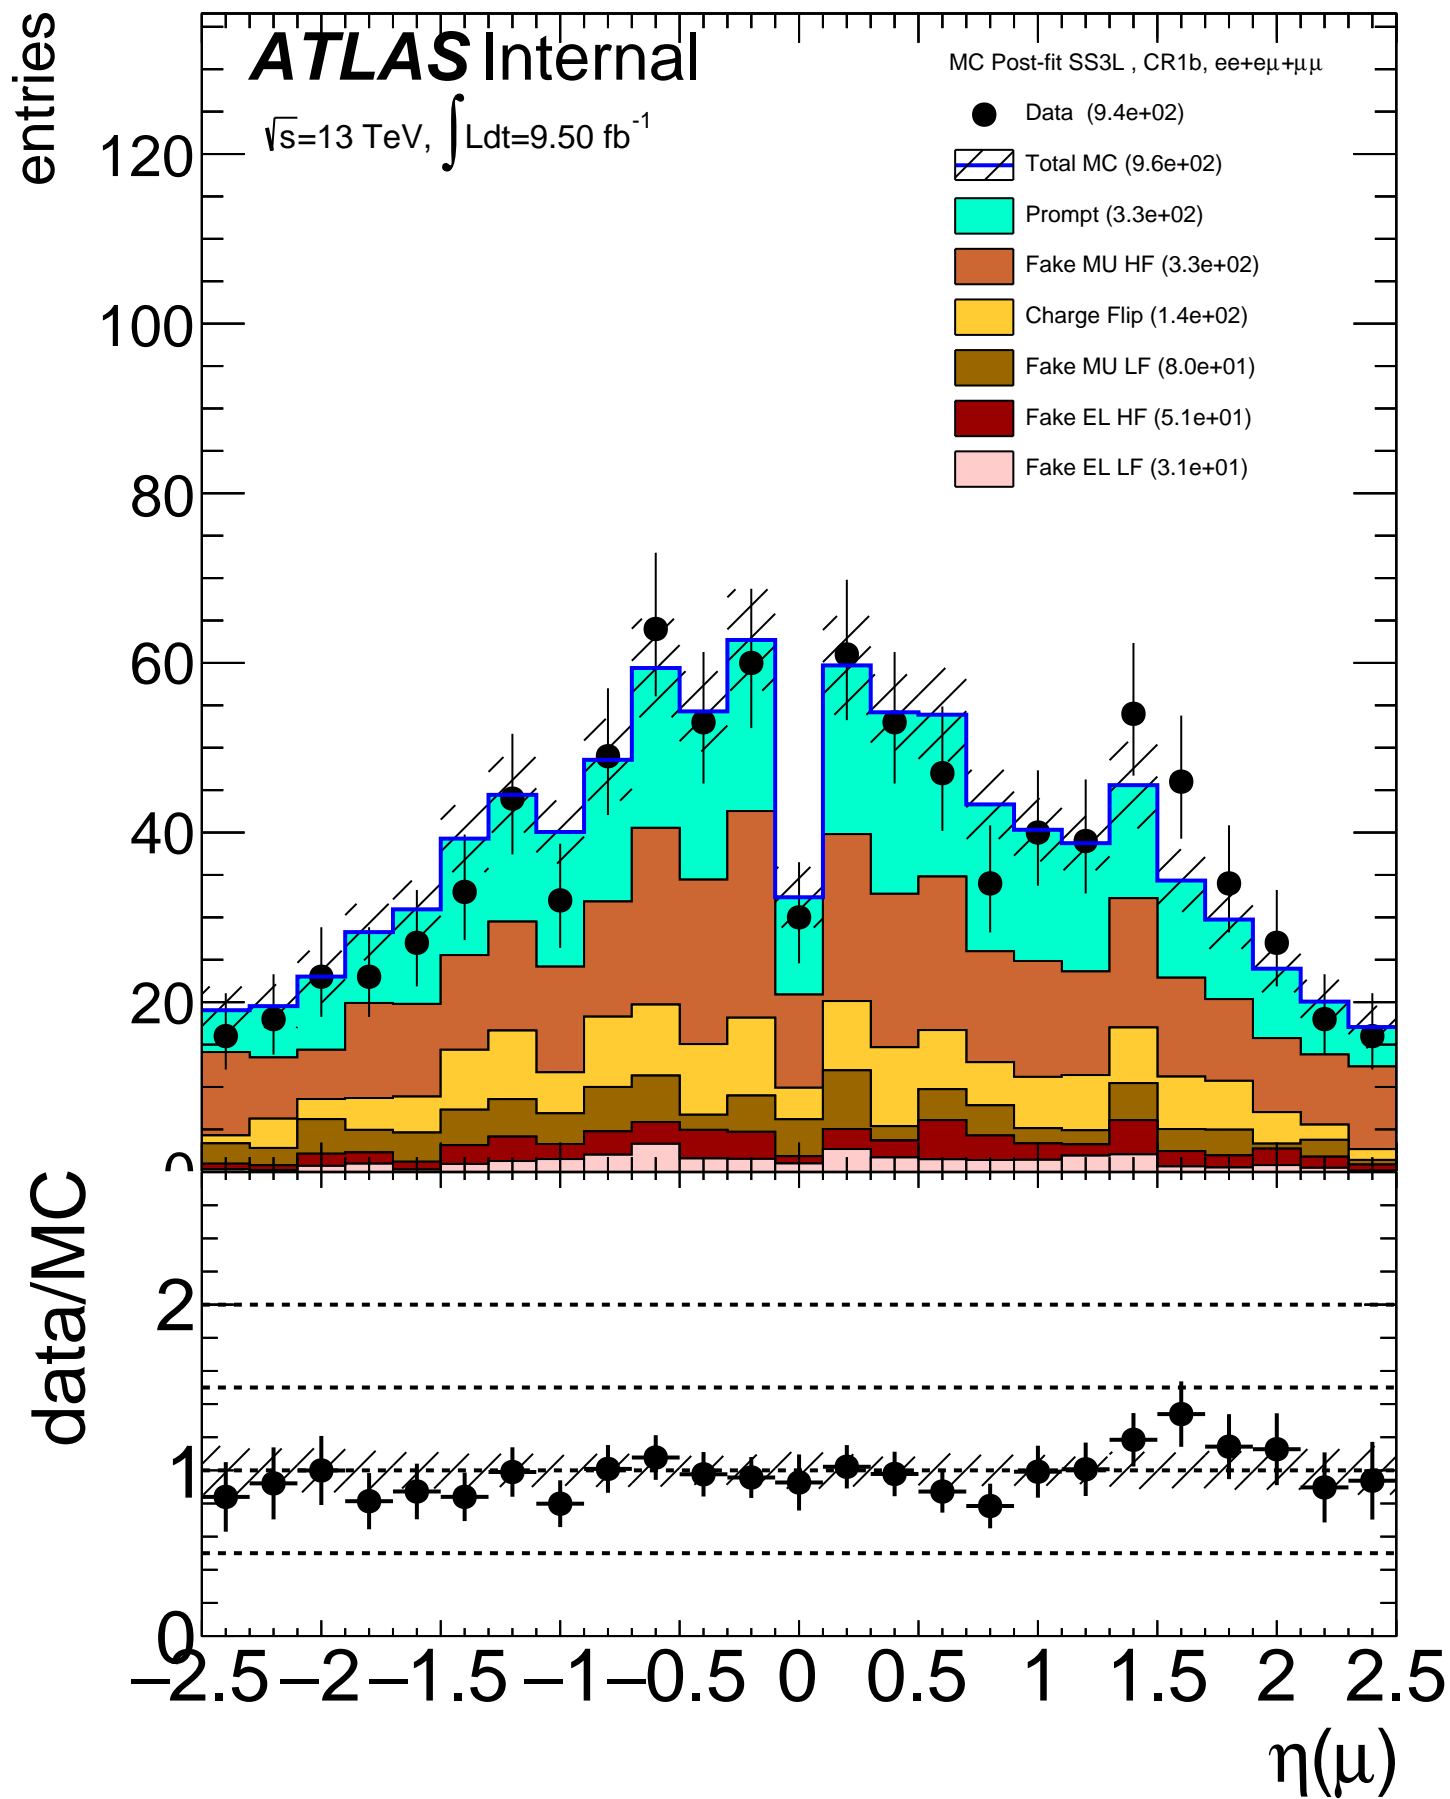 entries
ATLAS Internal
√s=13 TeV, ∫Ldt=9.50 fb⁻¹
MC Post-fit SS3L , CR1b, ee+eμ+μμ
Data (9.4e+02)
Total MC (9.6e+02)
Prompt (3.3e+02)
Fake MU HF (3.3e+02)
Charge Flip (1.4e+02)
Fake MU LF (8.0e+01)
Fake EL HF (5.1e+01)
Fake EL LF (3.1e+01)
120
100
80
60
40
20
0
data/MC
2
1
0
−2.5 −2 −1.5 −1 −0.5 0 0.5 1 1.5 2 2.5
η(μ)